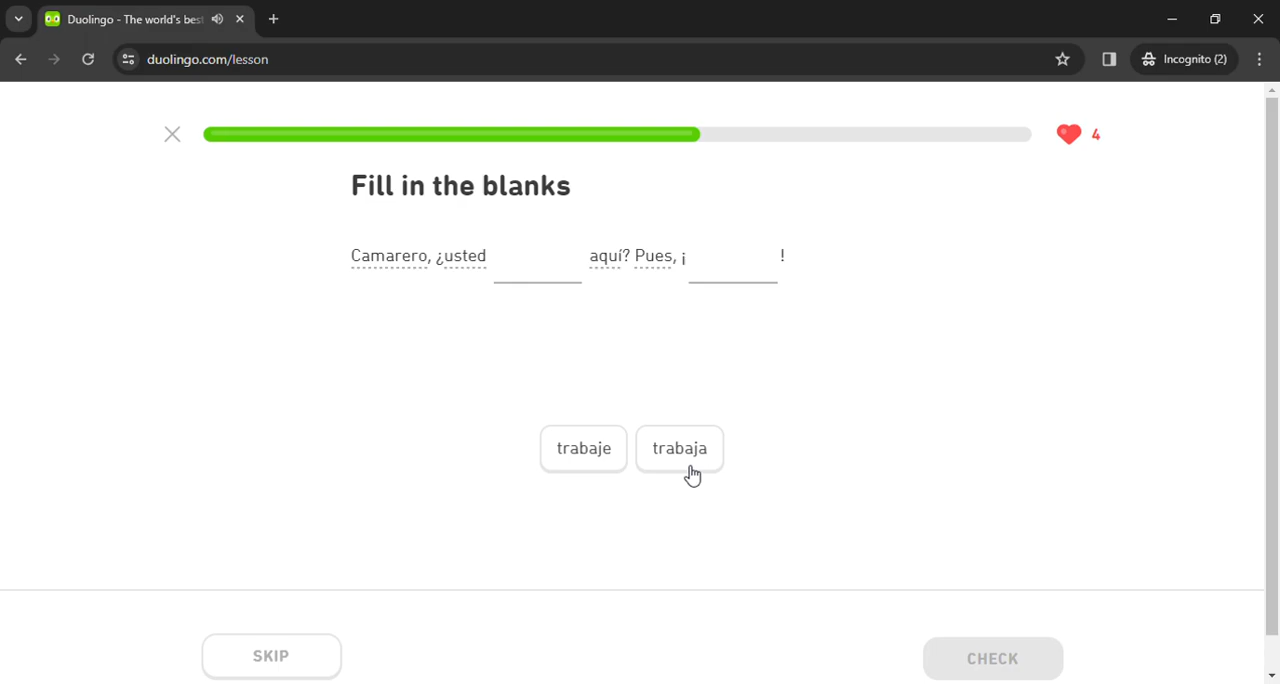 Duolingo - The world's bes
duolingo.com/lesson
Incognito (2)
4
Fill in the blanks
Camarero, ¿usted aquí? Pues, ¡ !
trabaje trabaja
SKIP CHECK